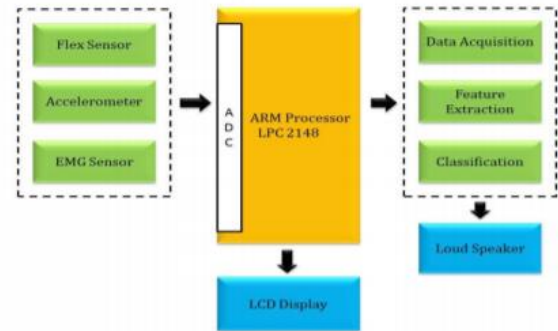 Flex Sensor
Accelerometer
EMG Sensor
A
D
C
ARM Processor
LPC 2148
Data Acquisition
Feature
Extraction
Classification
Loud Speaker
LCD Display